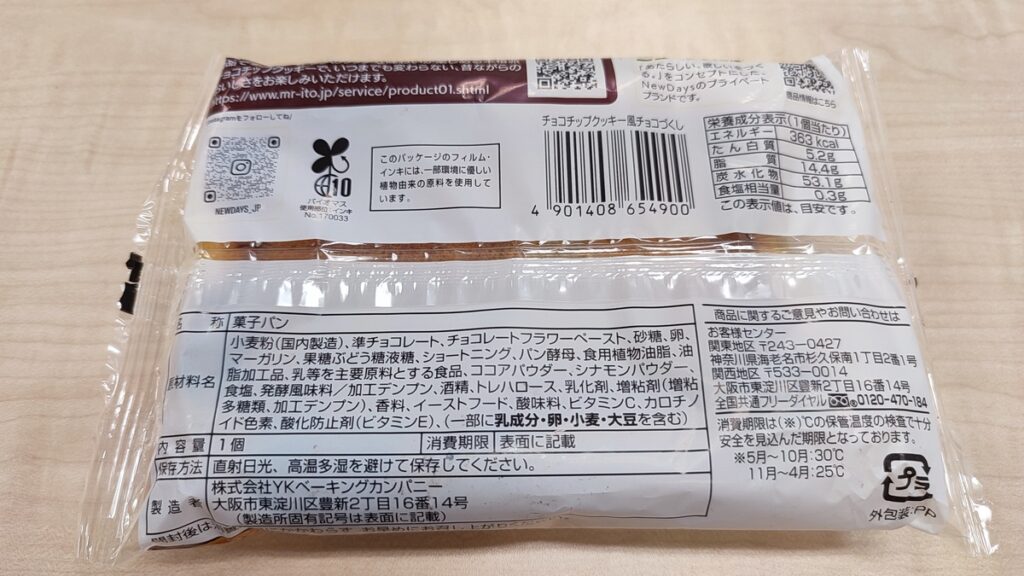 チョコチップクッキー
いつまでも変わらない、昔ながらの
おいしさをお楽しみいただけます。
https://www.mr-ito.jp/service/product01.shtml
「あたらしい、
をコンセプトにした
NewDaysのプライベート
ブランドです。
商品情報はこちら
Instagramをフォローしてね
NEWDAYS_JP
10
バイオマス
使用部位:インキ
No.170033
このパッケージのフィルム・
インキには、一部環境に優しい
植物由来の原料を使用して
います。
チョコチップクッキー風チョコづくし
4 901408 654900
栄養成分表示(1個当たり)
エネルギー 363kcal
たん白質 5.2g
脂質 14.4g
炭水化物 53.1g
食塩相当量 0.3g
この表示値は、目安です。
名称 菓子パン
原材料名 小麦粉(国内製造)、準チョコレート、チョコレートフラワーペースト、砂糖、卵、
マーガリン、果糖ぶどう糖液糖、ショートニング、パン酵母、食用植物油脂、油
脂加工品、乳等を主要原料とする食品、ココアパウダー、シナモンパウダー、
食塩、発酵風味料/加工デンプン、酒精、トレハロース、乳化剤、増粘剤(増粘
多糖類、加工デンプン)、香料、イーストフード、酸味料、ビタミンC、カロチノ
イド色素、酸化防止剤(ビタミンE)、(一部に乳成分・卵・小麦・大豆を含む)
内容量 1個 消費期限 表面に記載
保存方法 直射日光、高温多湿を避けて保存してください。
製造者 株式会社YKベーキングカンパニー
大阪市東淀川区豊新2丁目16番14号
(製造所固有記号は表面に記載)
開封後は
商品に関するご意見やお問い合わせは
お客様センター
関東地区 〒243-0427
神奈川県海老名市杉久保南1丁目2番1号
関西地区 〒533-0014
大阪市東淀川区豊新2丁目16番14号
全国共通フリーダイヤル 0120-470-184
消費期限は(※)℃の保管温度の検査で十分
安全を見込んだ期限となっております。
※5月～10月:30℃
11月～4月:25℃
プラ
外包装:PP